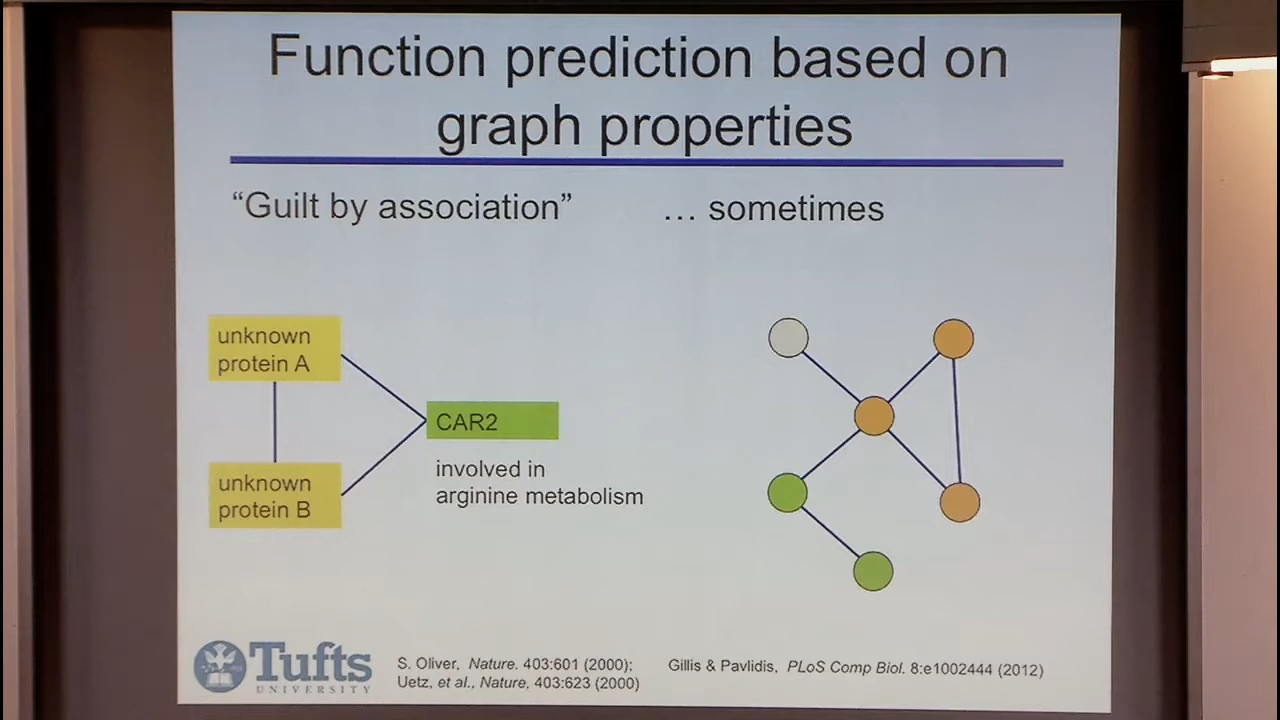 Function prediction based on
graph properties
“Guilt by association”
… sometimes
unknown
protein A
CAR2
involved in
arginine metabolism
unknown
protein B
Tufts
UNIVERSITY
S. Oliver, Nature. 403:601 (2000);
Uetz, et al., Nature, 403:623 (2000)
Gillis & Pavlidis, PLoS Comp Biol. 8:e1002444 (2012)